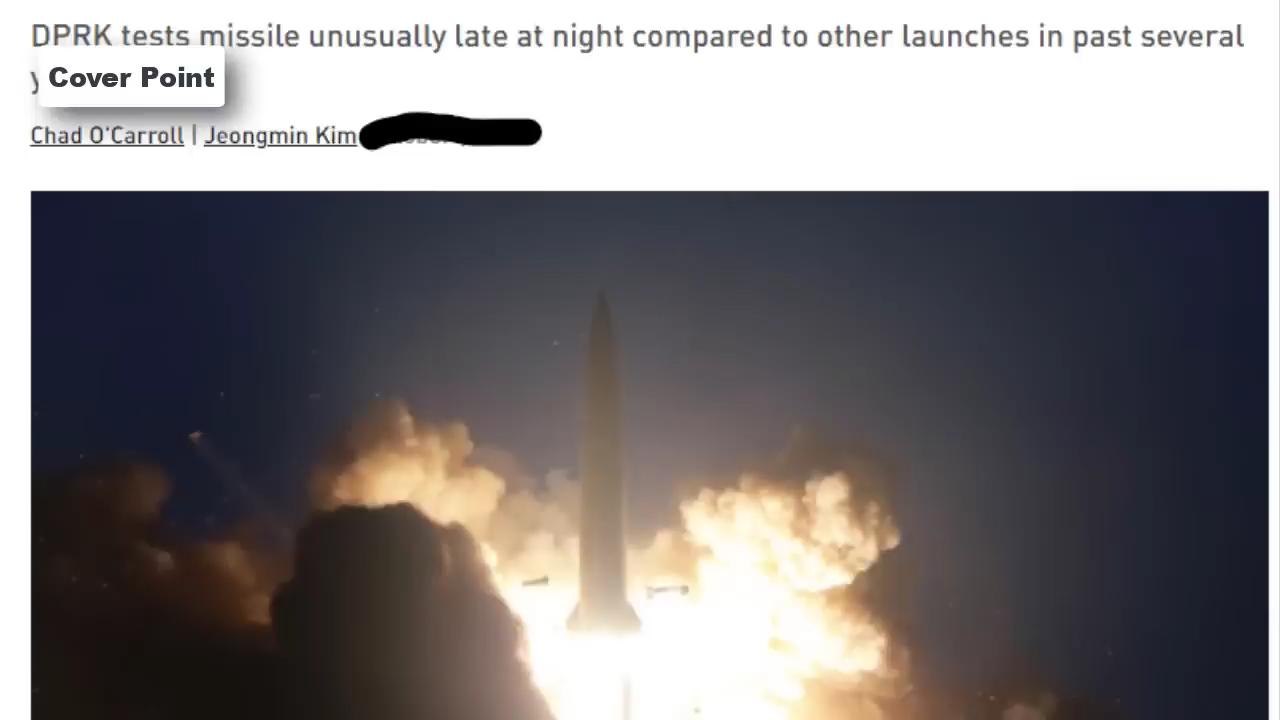 DPRK tests missile unusually late at night compared to other launches in past several
Cover Point
Chad O'Carroll | Jeongmin Kim